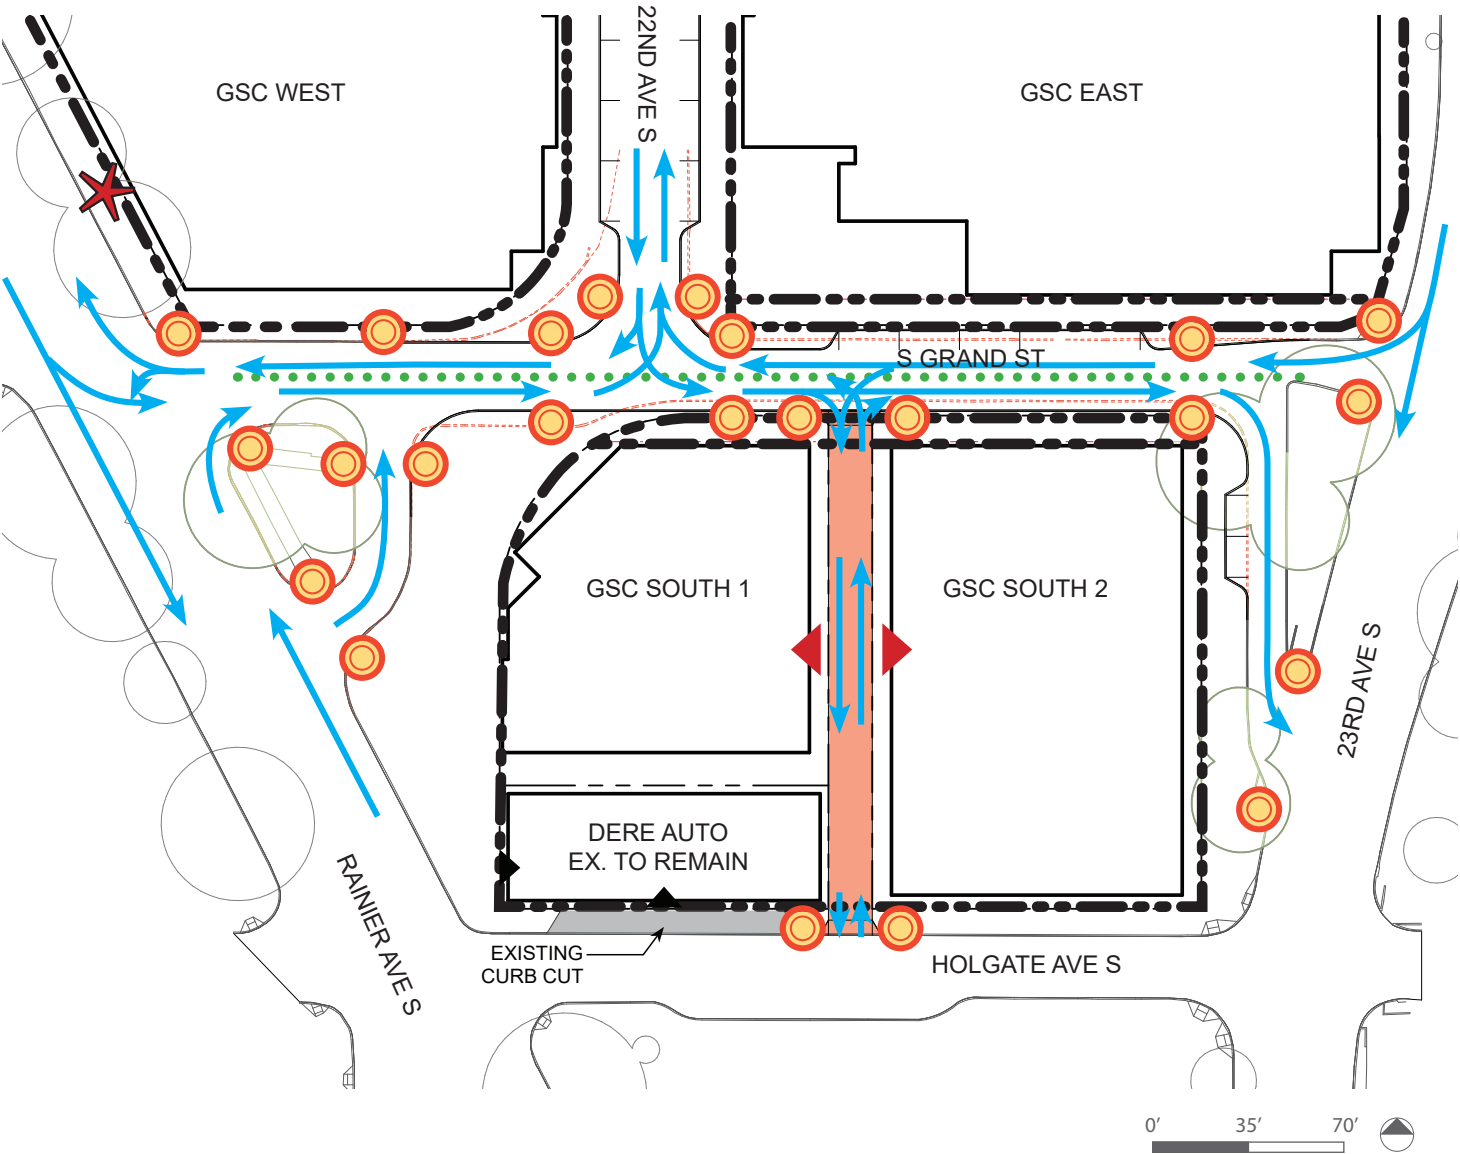 22ND AVE S
GSC WEST
GSC EAST
S GRAND ST
GSC SOUTH 1
GSC SOUTH 2
23RD AVE S
DERE AUTO
EX. TO REMAIN
RAINIER AVE S
EXISTING
CURB CUT
HOLGATE AVE S
0’ 35’ 70’